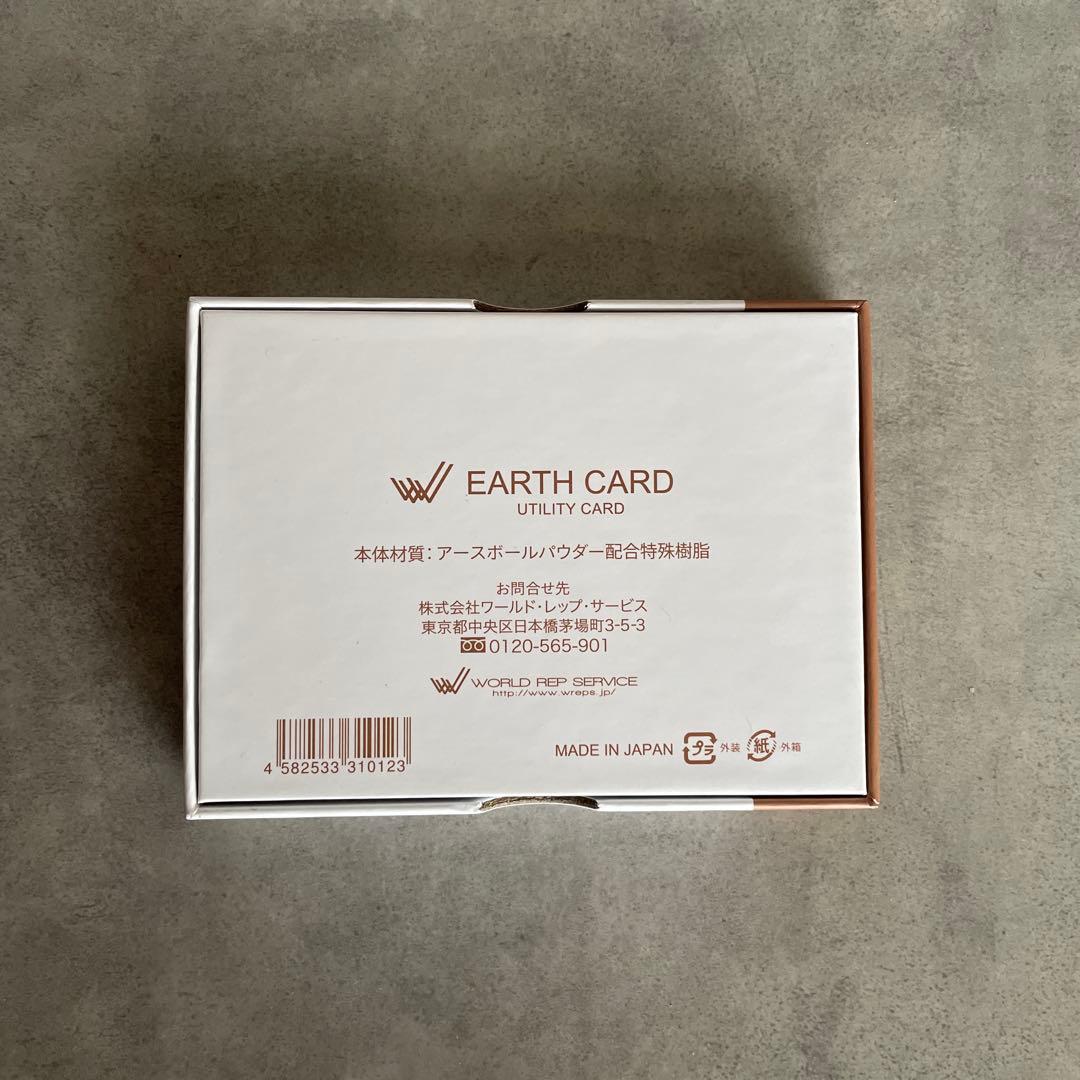 EARTH CARD
UTILITY CARD
本体材質：アースボールパウダー配合特殊樹脂
お問合せ先
株式会社ワールド・レップ・サービス
東京都中央区日本橋茅場町3-5-3
0120-565-901
WORLD REP SERVICE
http://www.wreps.jp/
4 582533 310123
MADE IN JAPAN プラ 外装 紙 外箱